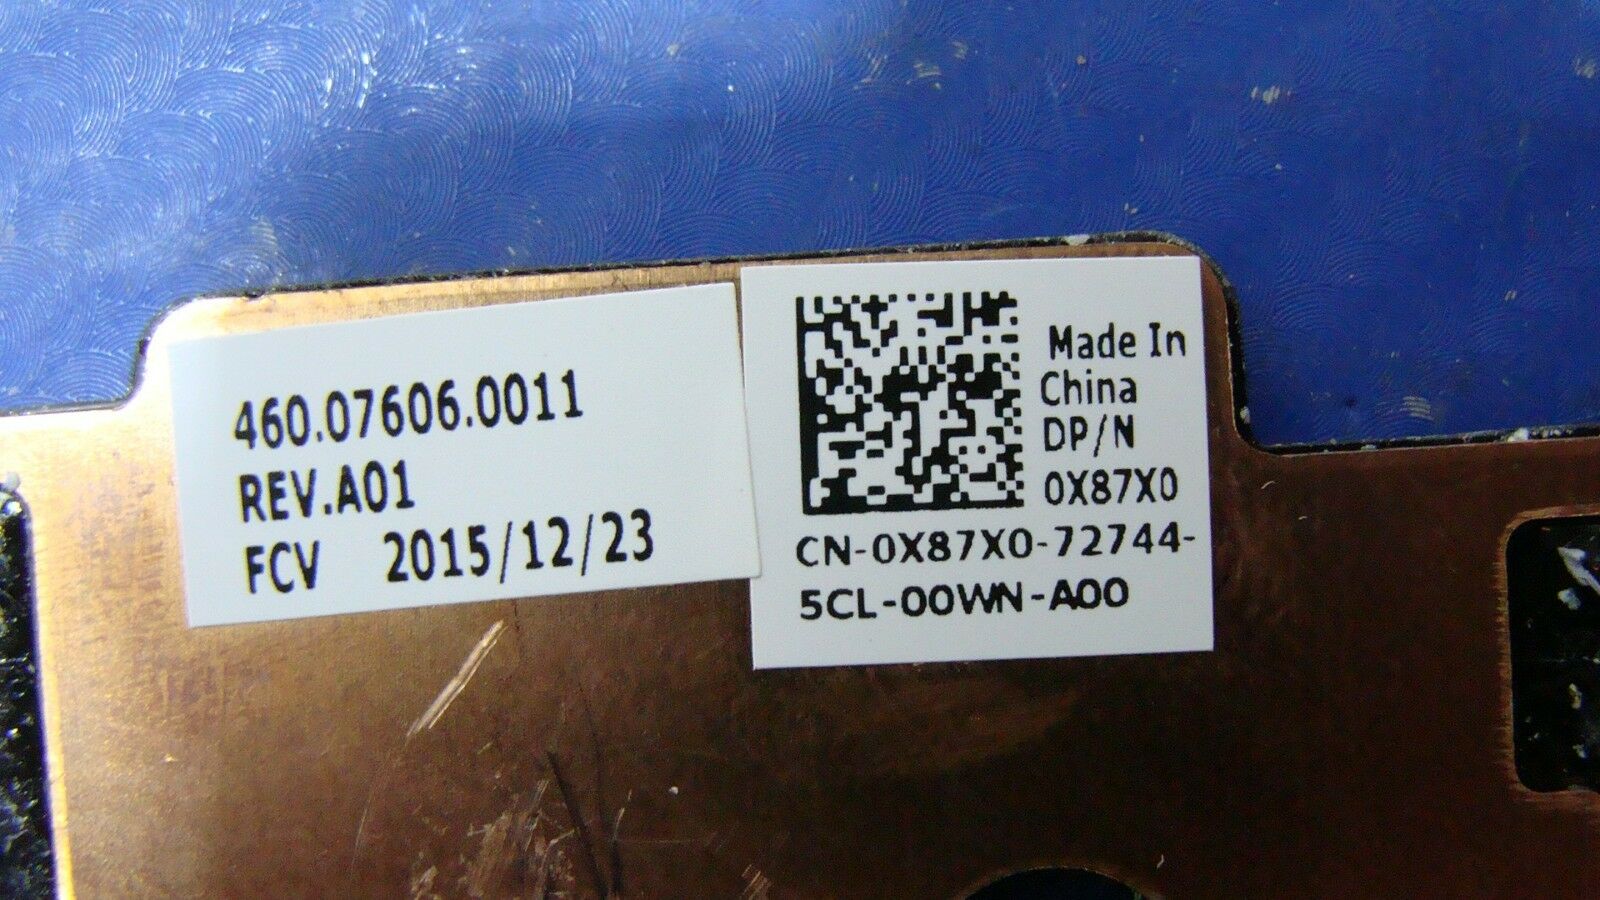 460.07606.0011
REV.A01
FCV 2015/12/23
Made In
China
DP/N
0X87X0
CN-0X87X0-72744-
5CL-00WN-A00